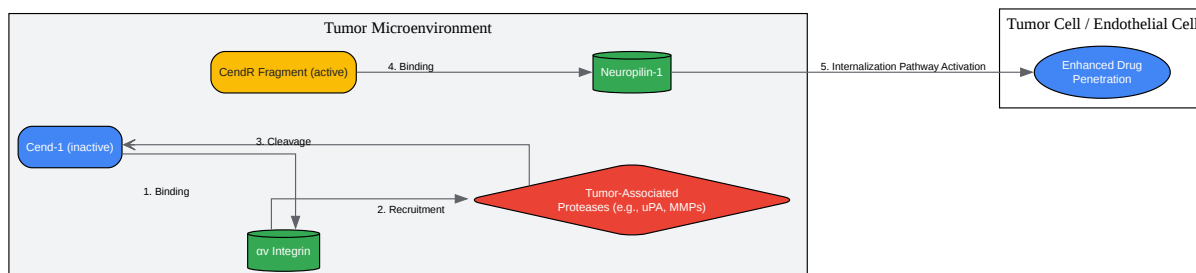 Tumor Microenvironment
Tumor Cell / Endothelial Cell
CendR Fragment (active)
4. Binding
Neuropilin-1
5. Internalization Pathway Activation
Enhanced Drug
Penetration
Cend-1 (inactive)
3. Cleavage
1. Binding
2. Recruitment
Tumor-Associated
Proteases (e.g., uPA, MMPs)
αv Integrin